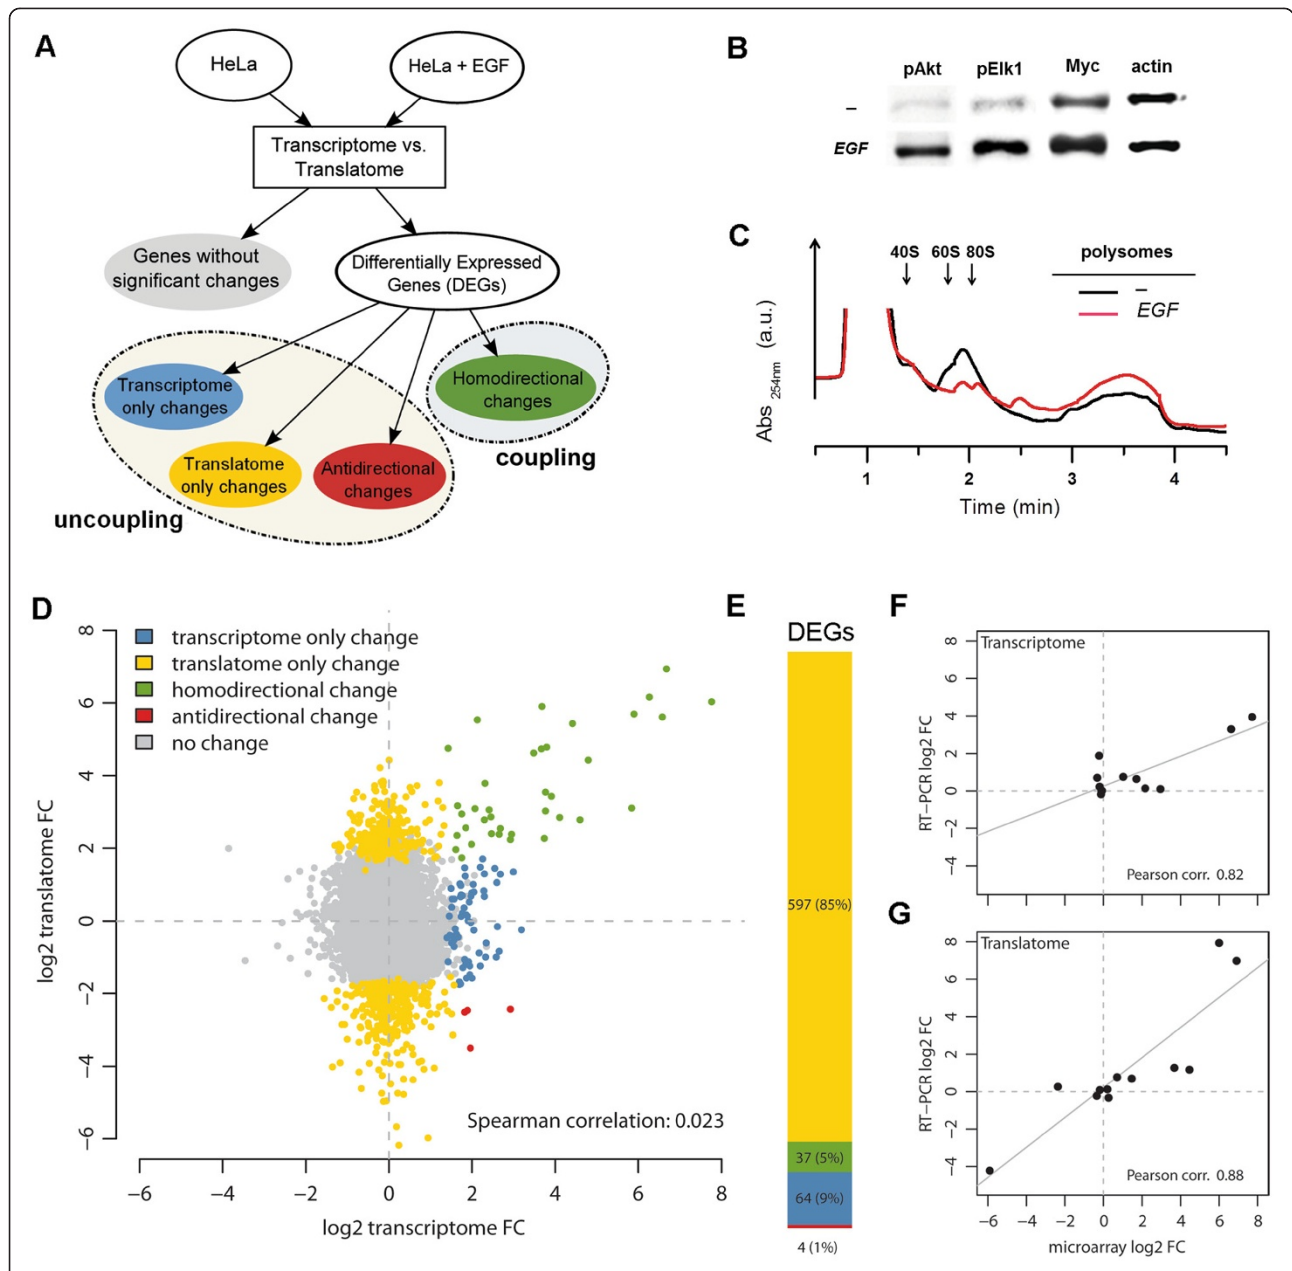 A
HeLa
HeLa + EGF
Transcriptome vs.
Translatome
Genes without
significant changes
Differentially Expressed
Genes (DEGs)
Transcriptome
only changes
Homodirectional
changes
Translatome
only changes
Antidirectional
changes
coupling
uncoupling
B
pAkt pElk1 Myc actin
–
EGF
C
40S 60S 80S polysomes
–
EGF
Abs 254nm (a.u.)
1 2 3 4
Time (min)
D
transcriptome only change
translatome only change
homodirectional change
antidirectional change
no change
8
6
4
2
0
−2
−4
−6
log2 translatome FC
Spearman correlation: 0.023
−6 −4 −2 0 2 4 6 8
log2 transcriptome FC
E
DEGs
597 (85%)
37 (5%)
64 (9%)
4 (1%)
F
Transcriptome
8
6
4
2
0
−2
−4
RT−PCR log2 FC
Pearson corr. 0.82
G
Translatome
8
6
4
2
0
−2
−4
RT−PCR log2 FC
Pearson corr. 0.88
−6 −4 −2 0 2 4 6 8
microarray log2 FC